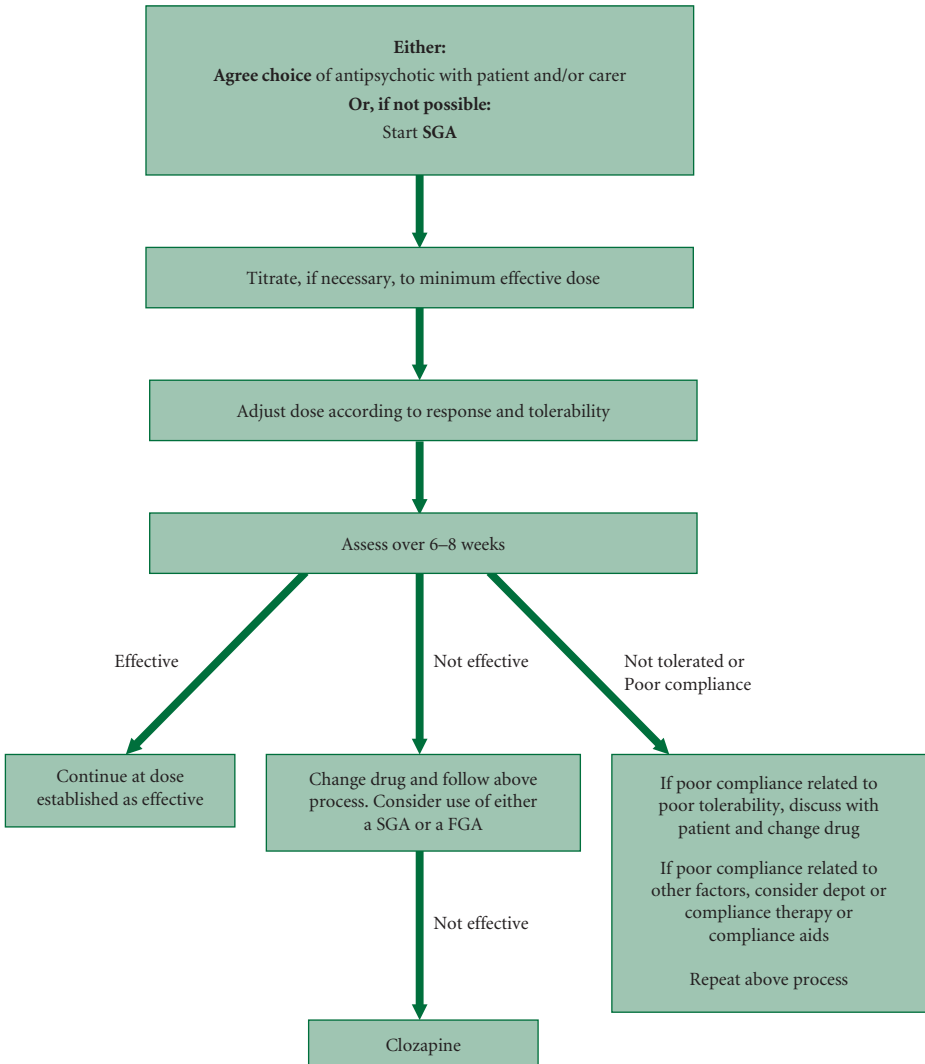 Either:
Agree choice of antipsychotic with patient and/or carer
Or, if not possible:
Start SGA
Titrate, if necessary, to minimum effective dose
Adjust dose according to response and tolerability
Assess over 6–8 weeks
Effective
Not effective
Not tolerated or
Poor compliance
Continue at dose
established as effective
Change drug and follow above
process. Consider use of either
a SGA or a FGA
If poor compliance related to
poor tolerability, discuss with
patient and change drug
If poor compliance related to
other factors, consider depot or
compliance therapy or
compliance aids
Repeat above process
Not effective
Clozapine